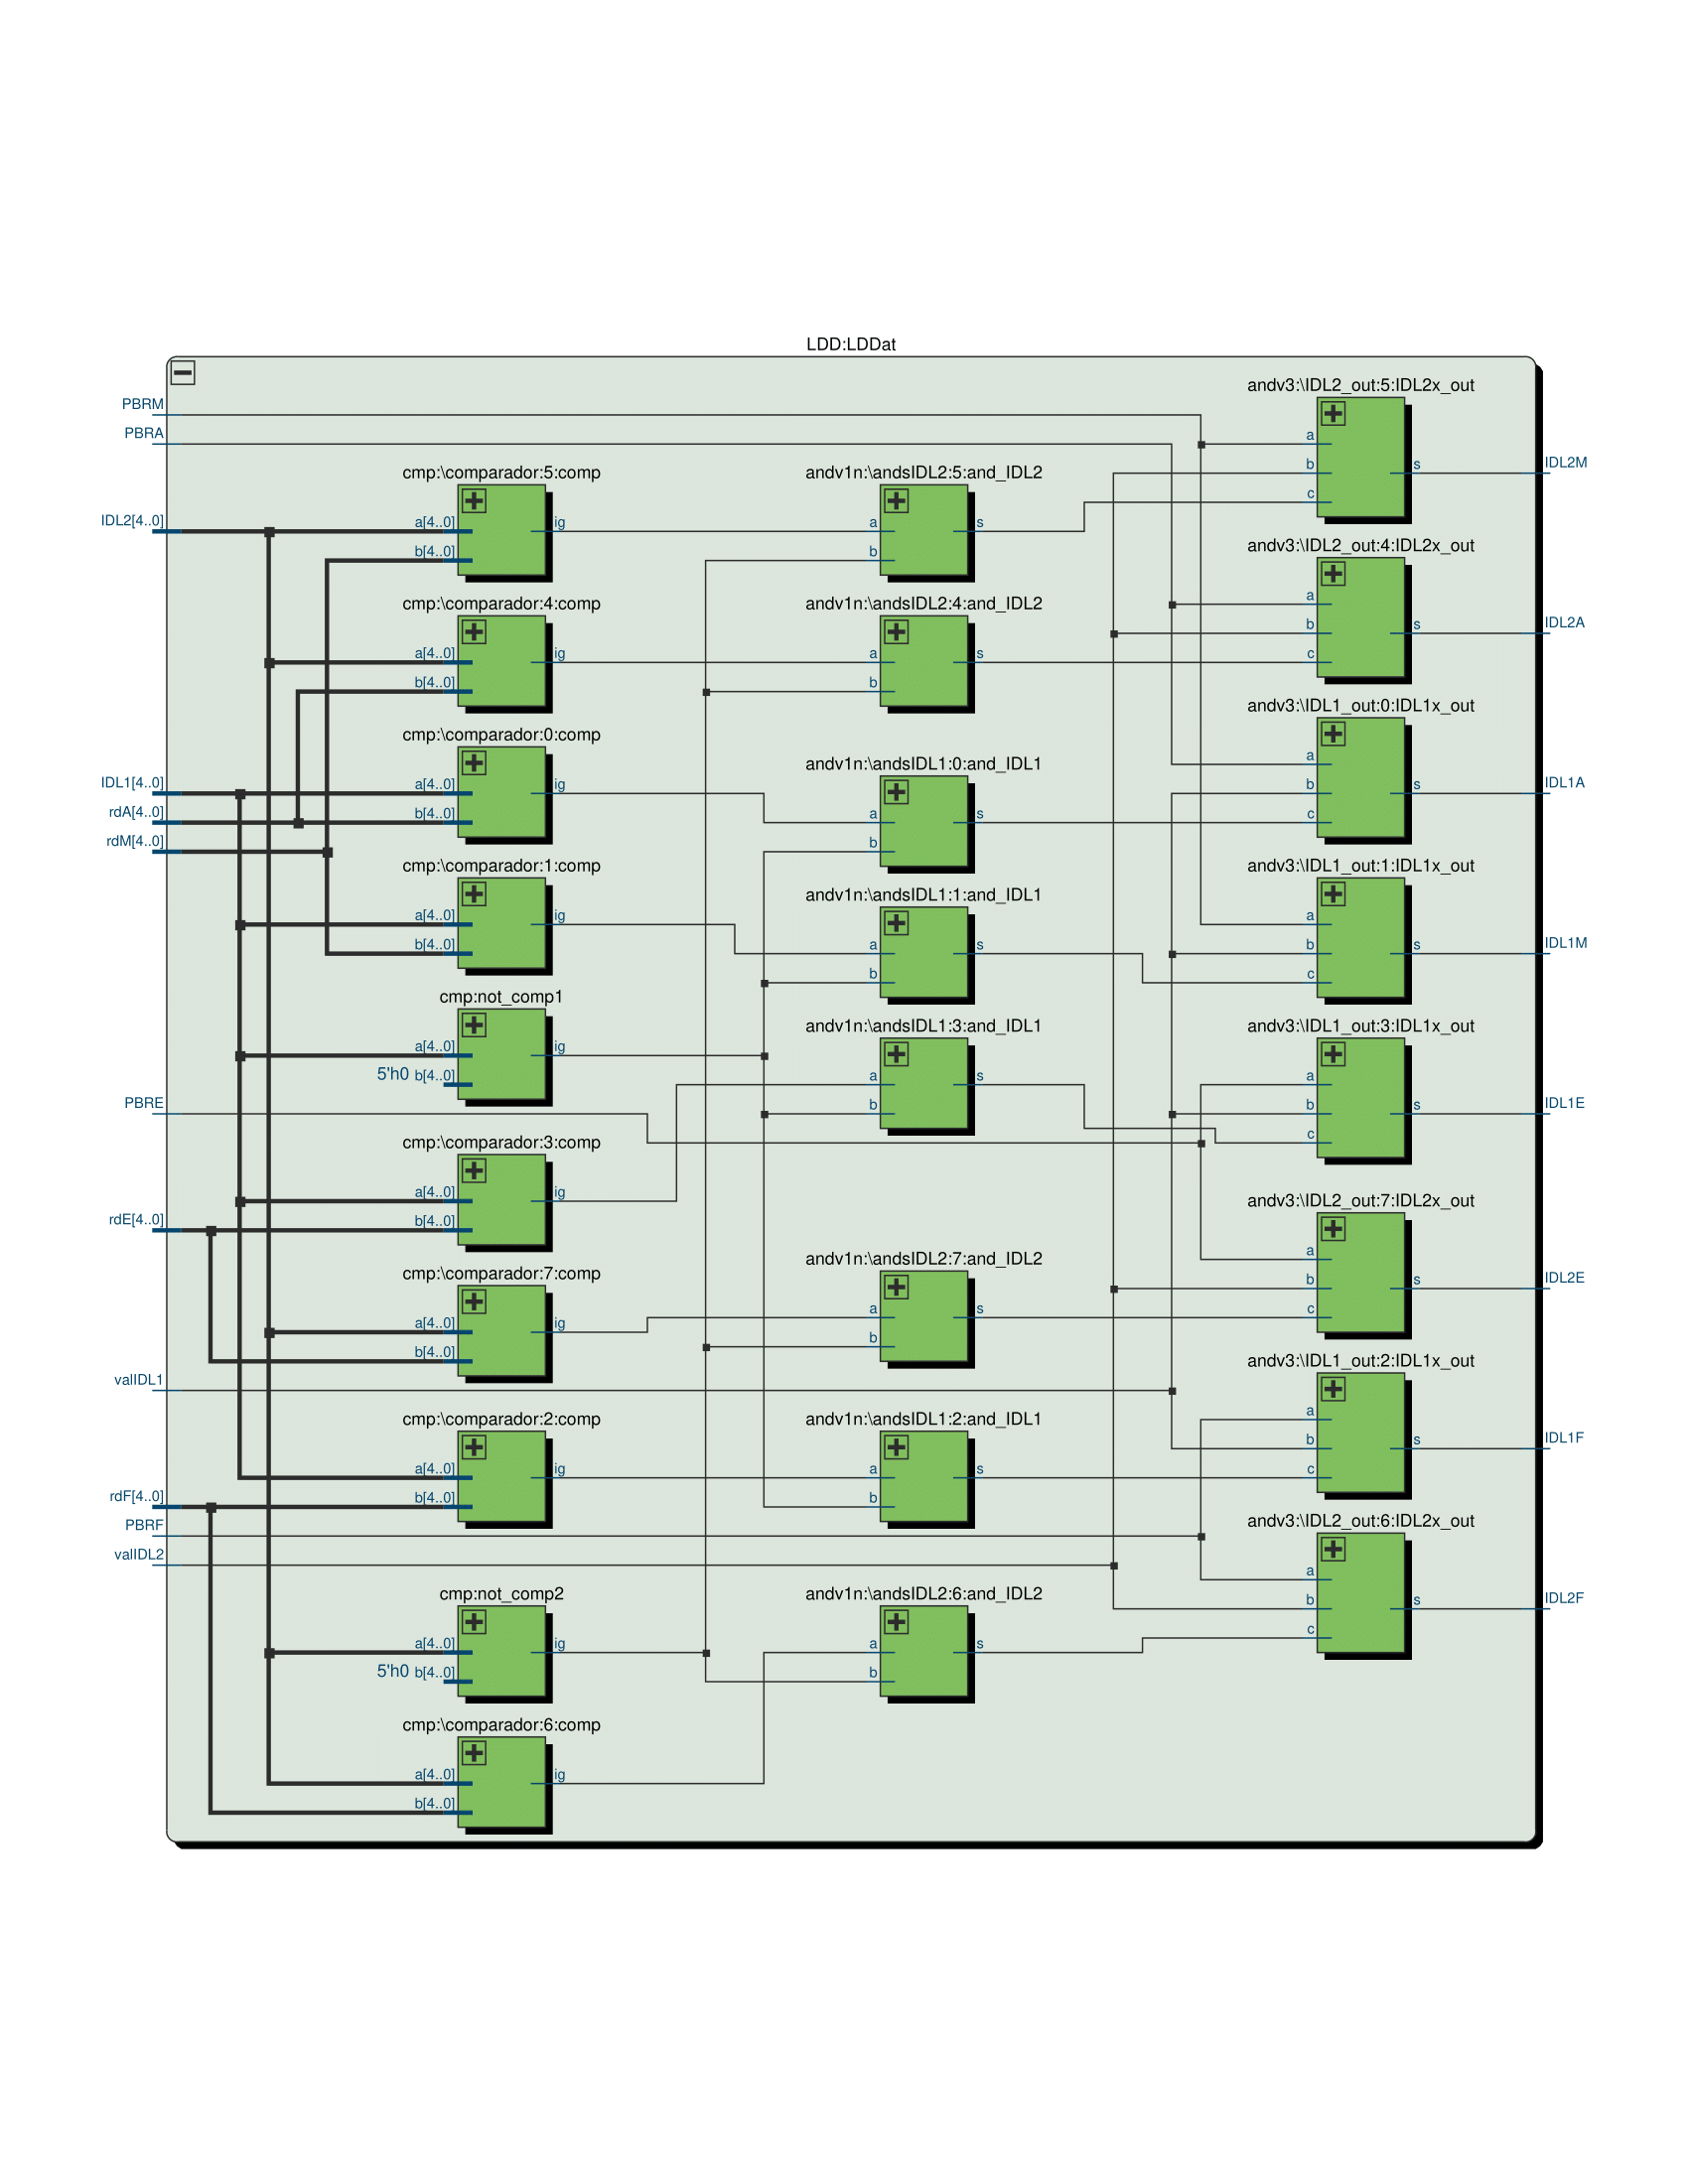 LDD:LDDat
PBRM
PBRA
IDL2[4..0]
IDL1[4..0]
rdA[4..0]
rdM[4..0]
PBRE
rdE[4..0]
valIDL1
rdF[4..0]
PBRF
valIDL2
cmp:\comparador:5:comp
a[4..0]
b[4..0]
ig
cmp:\comparador:4:comp
a[4..0]
b[4..0]
ig
cmp:\comparador:0:comp
a[4..0]
b[4..0]
ig
cmp:\comparador:1:comp
a[4..0]
b[4..0]
ig
cmp:not_comp1
a[4..0]
5'h0 b[4..0]
ig
cmp:\comparador:3:comp
a[4..0]
b[4..0]
ig
cmp:\comparador:7:comp
a[4..0]
b[4..0]
ig
cmp:\comparador:2:comp
a[4..0]
b[4..0]
ig
cmp:not_comp2
a[4..0]
5'h0 b[4..0]
ig
cmp:\comparador:6:comp
a[4..0]
b[4..0]
ig
andv1n:\andsIDL2:5:and_IDL2
a
b
s
andv1n:\andsIDL2:4:and_IDL2
a
b
s
andv1n:\andsIDL1:0:and_IDL1
a
b
s
andv1n:\andsIDL1:1:and_IDL1
a
b
s
andv1n:\andsIDL1:3:and_IDL1
a
b
s
andv1n:\andsIDL2:7:and_IDL2
a
b
s
andv1n:\andsIDL1:2:and_IDL1
a
b
s
andv1n:\andsIDL2:6:and_IDL2
a
b
s
andv3:\IDL2_out:5:IDL2x_out
a
b
c
s
andv3:\IDL2_out:4:IDL2x_out
a
b
c
s
andv3:\IDL1_out:0:IDL1x_out
a
b
c
s
andv3:\IDL1_out:1:IDL1x_out
a
b
c
s
andv3:\IDL1_out:3:IDL1x_out
a
b
c
s
andv3:\IDL2_out:7:IDL2x_out
a
b
c
s
andv3:\IDL1_out:2:IDL1x_out
a
b
c
s
andv3:\IDL2_out:6:IDL2x_out
a
b
c
s
IDL2M
IDL2A
IDL1A
IDL1M
IDL1E
IDL2E
IDL1F
IDL2F